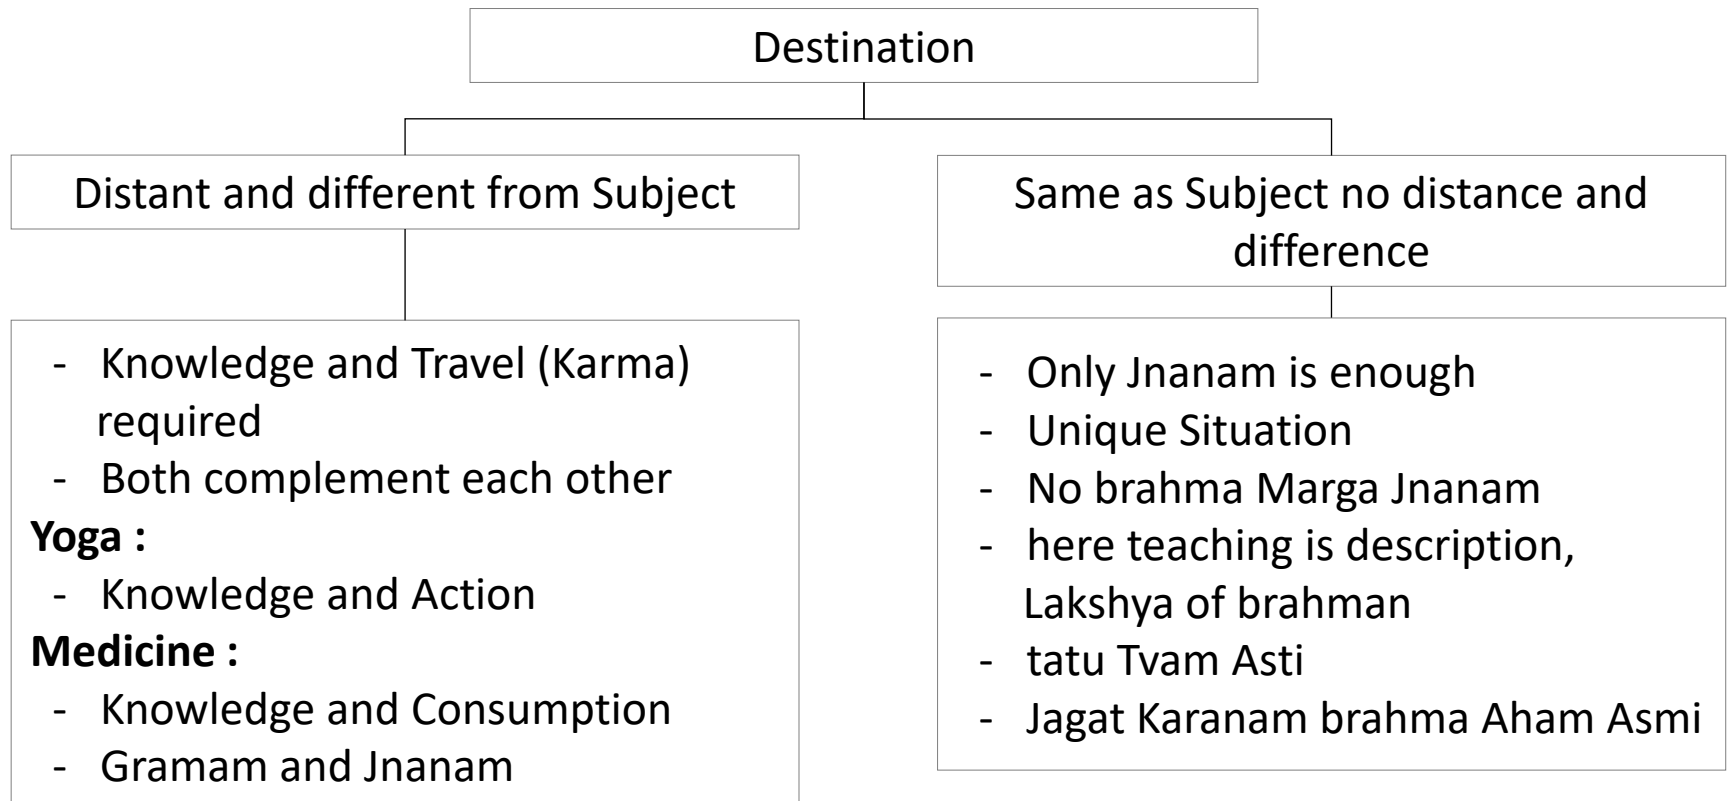 Destination
Distant and different from Subject
- Knowledge and Travel (Karma)
required
- Both complement each other
Yoga :
- Knowledge and Action
Medicine :
- Knowledge and Consumption
- Gramam and Jnanam
Same as Subject no distance and
difference
- Only Jnanam is enough
- Unique Situation
- No brahma Marga Jnanam
- here teaching is description,
Lakshya of brahman
- tatu Tvam Asti
- Jagat Karanam brahma Aham Asmi